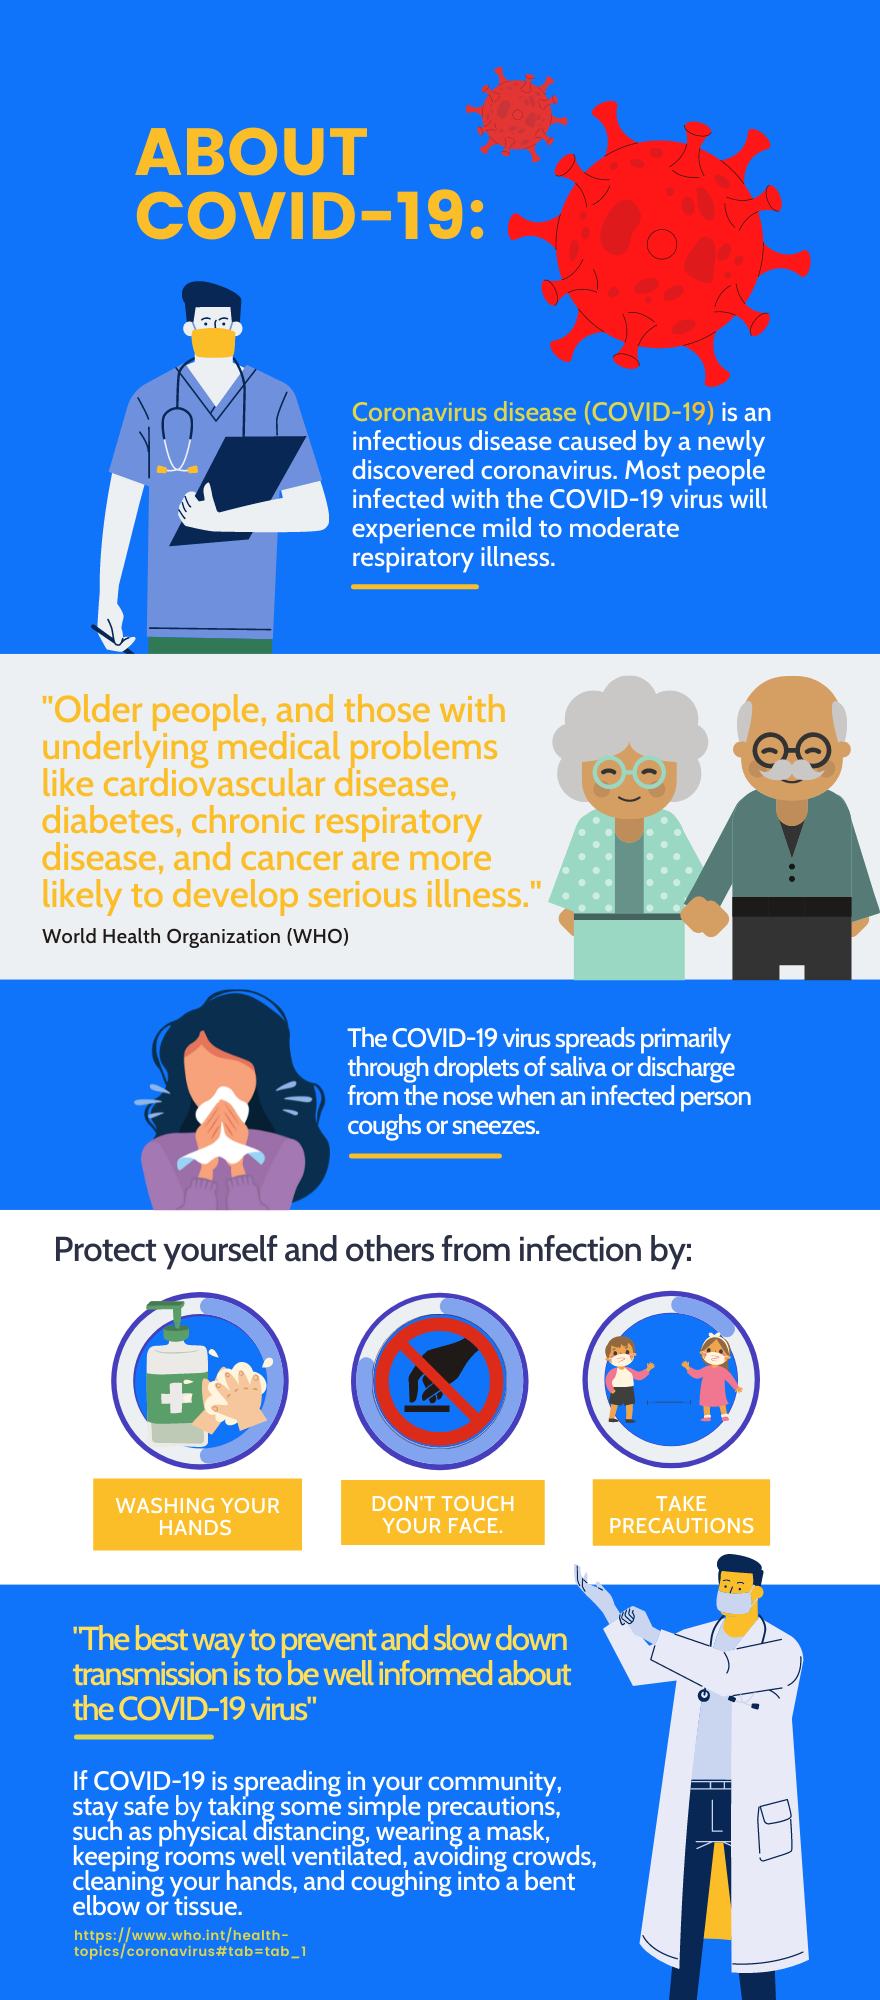 ABOUT
COVID-19:
Coronavirus disease (COVID-19) is an
infectious disease caused by a newly
discovered coronavirus. Most people
infected with the COVID-19 virus will
experience mild to moderate
respiratory illness.
"Older people, and those with
underlying medical problems
like cardiovascular disease,
diabetes, chronic respiratory
disease, and cancer are more
likely to develop serious illness."
World Health Organization (WHO)
The COVID-19 virus spreads primarily
through droplets of saliva or discharge
from the nose when an infected person
coughs or sneezes.
Protect yourself and others from infection by:
WASHING YOUR
HANDS
DON'T TOUCH
YOUR FACE.
TAKE
PRECAUTIONS
"The best way to prevent and slow down
transmission is to be well informed about
the COVID-19 virus"
If COVID-19 is spreading in your community,
stay safe by taking some simple precautions,
such as physical distancing, wearing a mask,
keeping rooms well ventilated, avoiding crowds,
cleaning your hands, and coughing into a bent
elbow or tissue.
https://www.who.int/health-
topics/coronavirus#tab=tab_1